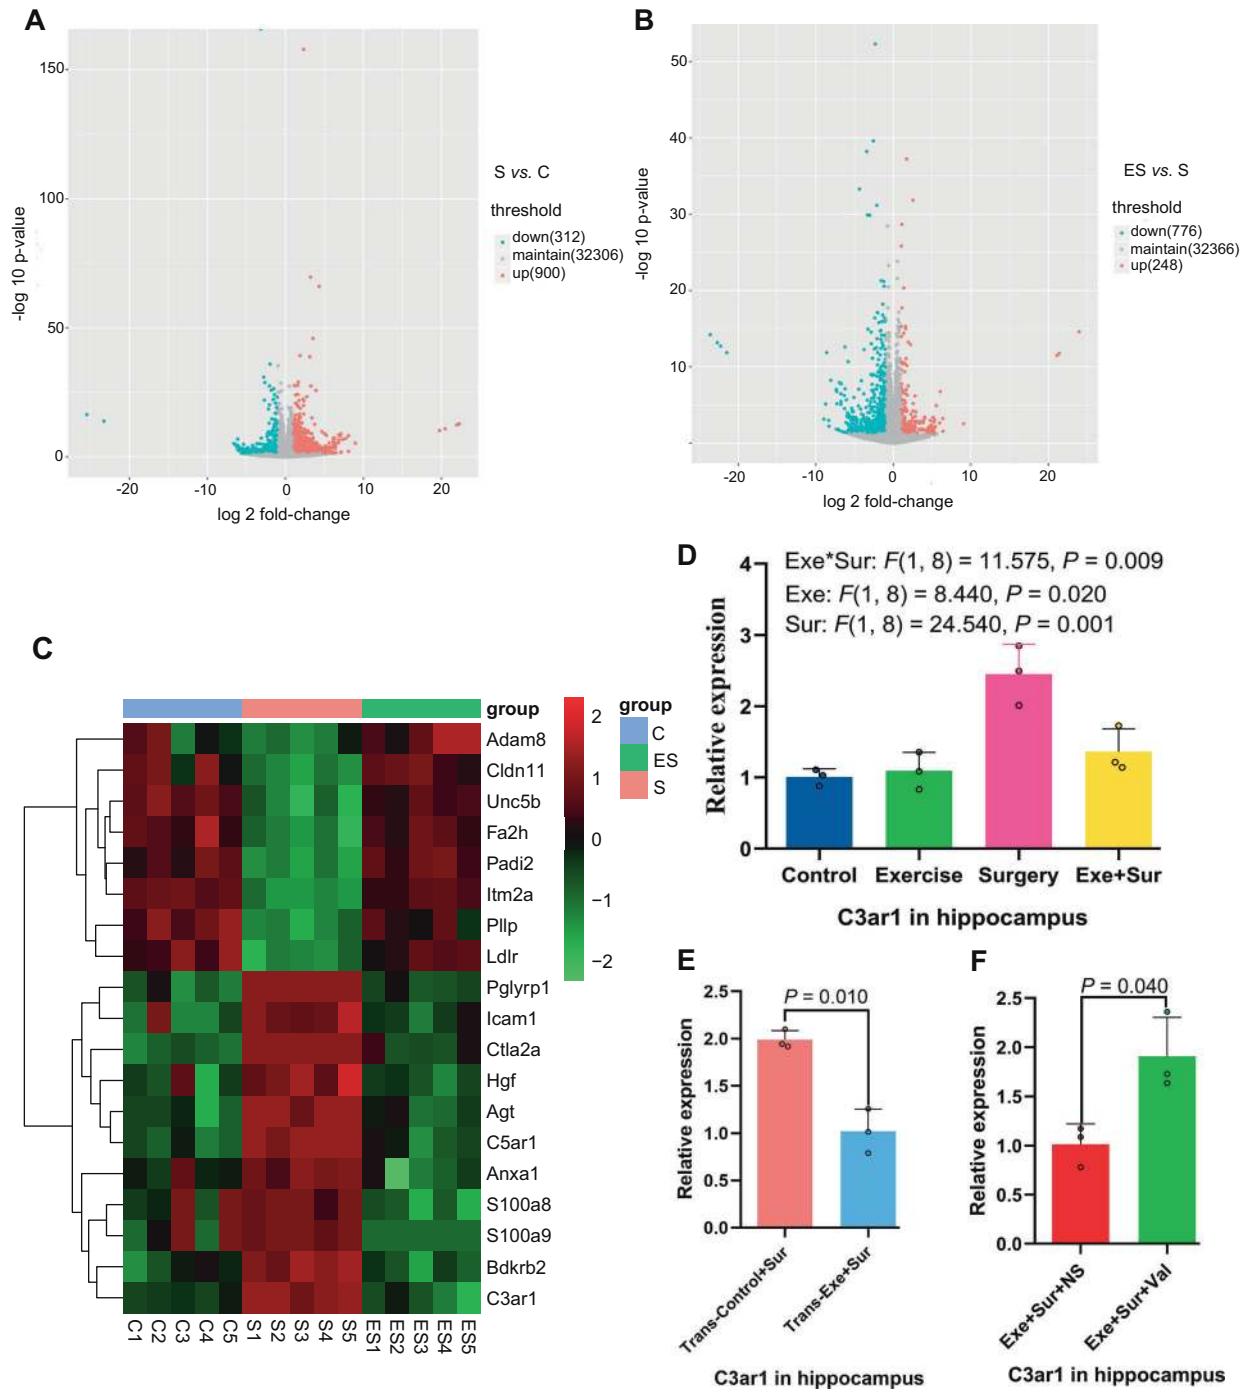 A
150
100
50
0
-20
-10
0
10
20
-log 10 p-value
log 2 fold-change
S vs. C
threshold
down(312)
maintain(32306)
up(900)
B
50
40
30
20
10
-20
-10
0
10
20
-log 10 p-value
log 2 fold-change
ES vs. S
threshold
down(776)
maintain(32366)
up(248)
C
group
Adam8
Cldn11
Unc5b
Fa2h
Padi2
Itm2a
Pllp
Ldlr
Pglyrp1
Icam1
Ctla2a
Hgf
Agt
C5ar1
Anxa1
S100a8
S100a9
Bdkrb2
C3ar1
C1 C2 C3 C4 C5 S1 S2 S3 S4 S5 ES1 ES2 ES3 ES4 ES5
2
1
0
−1
−2
group
C
ES
S
D
Exe*Sur: F(1, 8) = 11.575, P = 0.009
Exe: F(1, 8) = 8.440, P = 0.020
Sur: F(1, 8) = 24.540, P = 0.001
4
3
2
1
0
Relative expression
Control Exercise Surgery Exe+Sur
C3ar1 in hippocampus
E
P = 0.010
2.5
2.0
1.5
1.0
0.5
0.0
Relative expression
Trans-Control+Sur
Trans-Exe+Sur
C3ar1 in hippocampus
F
P = 0.040
2.5
2.0
1.5
1.0
0.5
0.0
Relative expression
Exe+Sur+NS
Exe+Sur+Val
C3ar1 in hippocampus